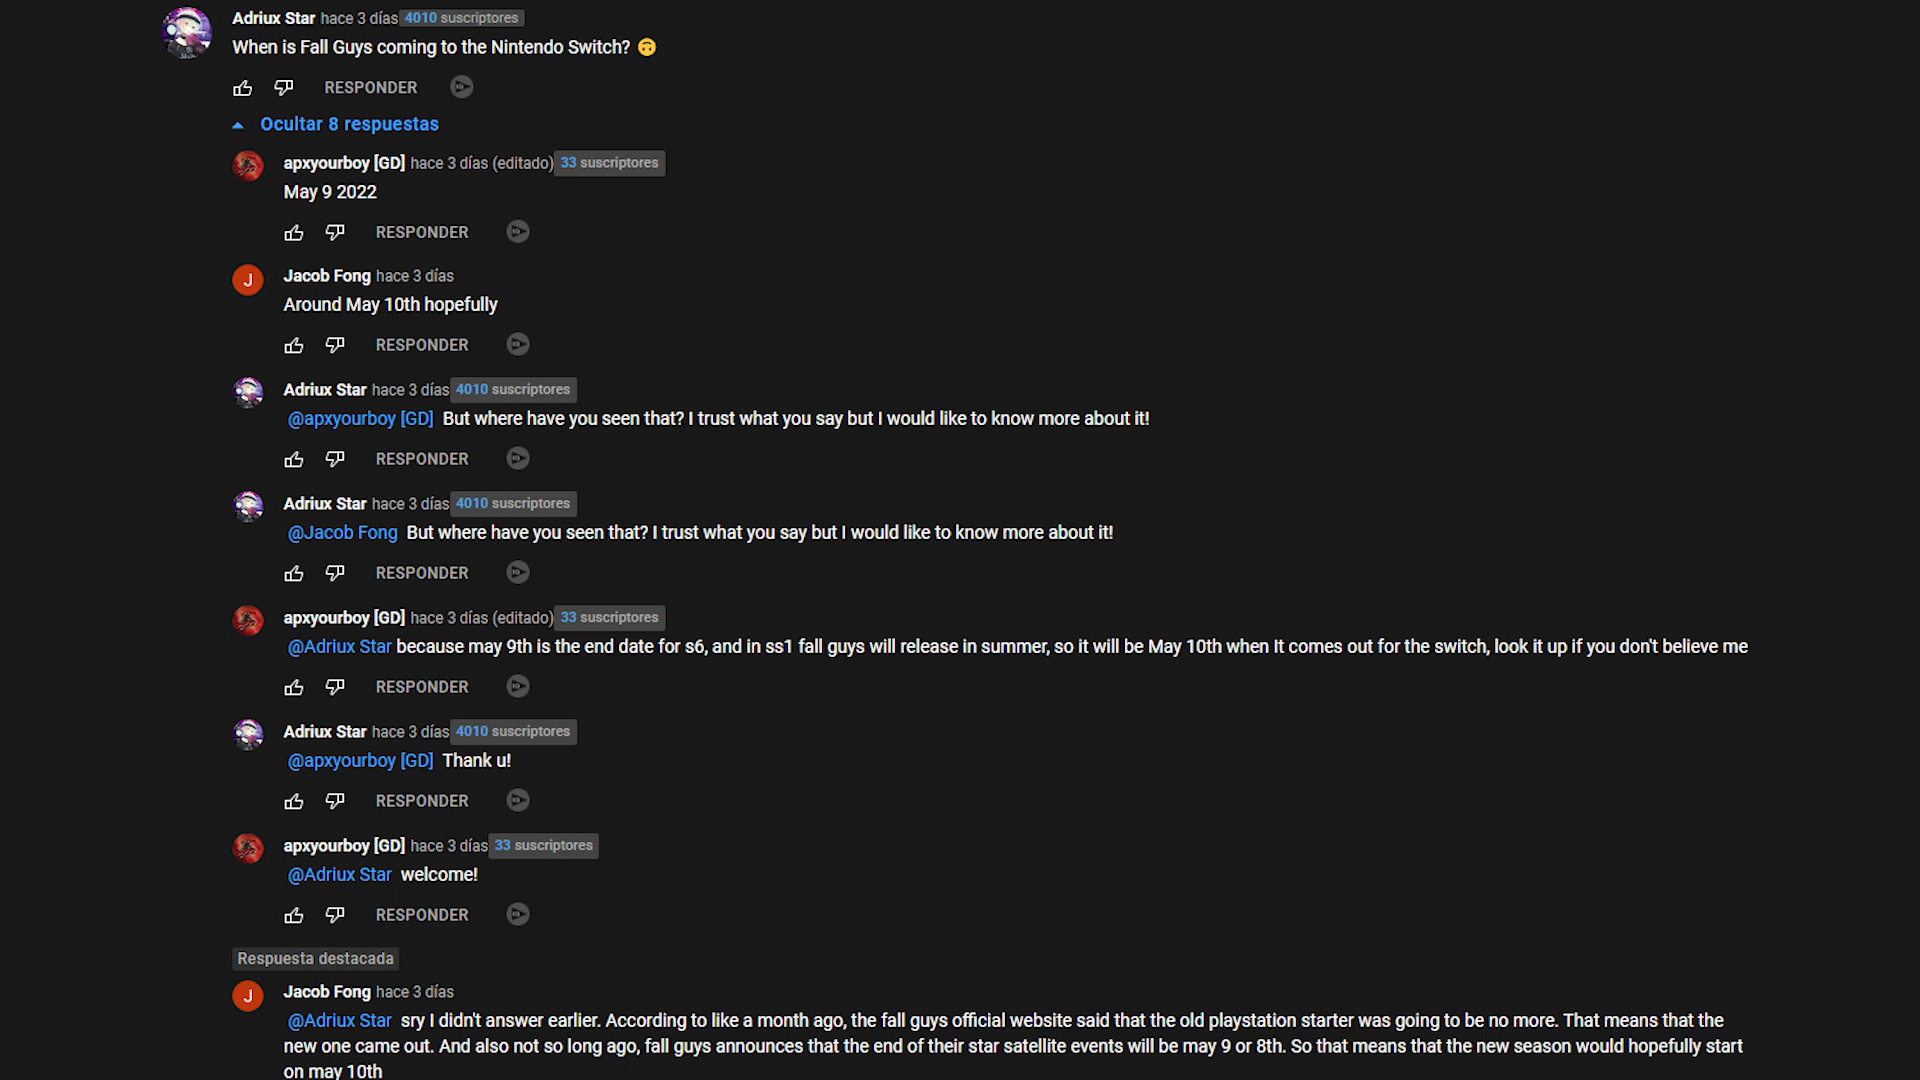 Adriux Star hace 3 días 4010 suscriptores
When is Fall Guys coming to the Nintendo Switch? 🙃
RESPONDER
Ocultar 8 respuestas
apxyourboy [GD] hace 3 días (editado) 33 suscriptores
May 9 2022
RESPONDER
J
Jacob Fong hace 3 días
Around May 10th hopefully
RESPONDER
Adriux Star hace 3 días 4010 suscriptores
@apxyourboy [GD] But where have you seen that? I trust what you say but I would like to know more about it!
RESPONDER
Adriux Star hace 3 días 4010 suscriptores
@Jacob Fong But where have you seen that? I trust what you say but I would like to know more about it!
RESPONDER
apxyourboy [GD] hace 3 días (editado) 33 suscriptores
@Adriux Star because may 9th is the end date for s6, and in ss1 fall guys will release in summer, so it will be May 10th when It comes out for the switch, look it up if you don't believe me
RESPONDER
Adriux Star hace 3 días 4010 suscriptores
@apxyourboy [GD] Thank u!
RESPONDER
apxyourboy [GD] hace 3 días 33 suscriptores
@Adriux Star welcome!
RESPONDER
Respuesta destacada
J
Jacob Fong hace 3 días
@Adriux Star sry I didn't answer earlier. According to like a month ago, the fall guys official website said that the old playstation starter was going to be no more. That means that the
new one came out. And also not so long ago, fall guys announces that the end of their star satellite events will be may 9 or 8th. So that means that the new season would hopefully start
on may 10th